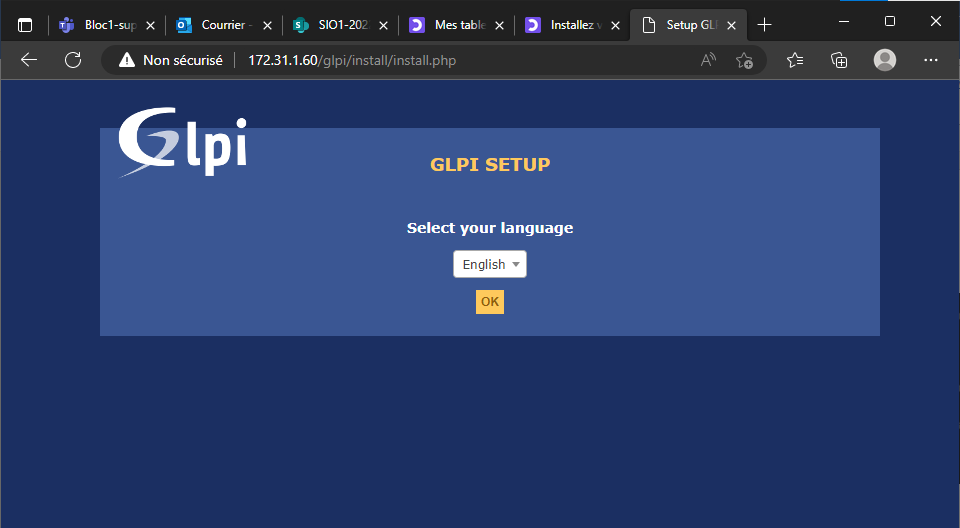 Bloc1-sup
Courrier -
SIO1-202
Mes table
Installez v
Setup GLP
Non sécurisé
172.31.1.60/glpi/install/install.php
Glpi
GLPI SETUP
Select your language
English
OK